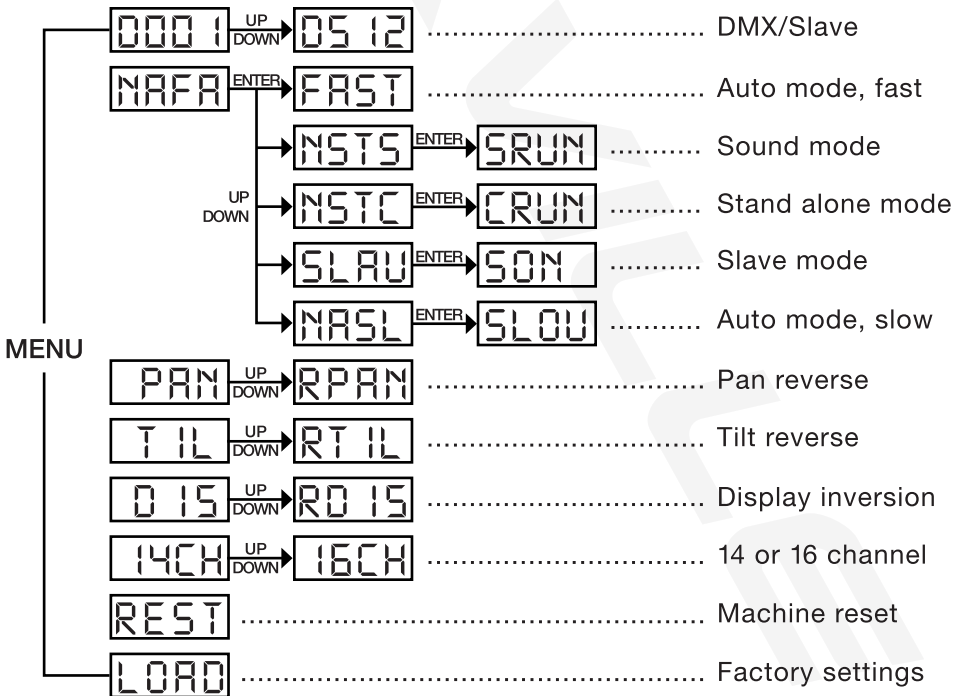 D001 UP DOWN D512 DMX/Slave
NAFA ENTER FAST Auto mode, fast
NSTS ENTER SRUN Sound mode
UP DOWN NSTC ENTER CRUN Stand alone mode
SLAU ENTER SON Slave mode
NASL ENTER SLOU Auto mode, slow
MENU
PAN UP DOWN RPAN Pan reverse
TIL UP DOWN RTIL Tilt reverse
DIS UP DOWN RDIS Display inversion
14CH UP DOWN 16CH 14 or 16 channel
REST Machine reset
LOAD Factory settings